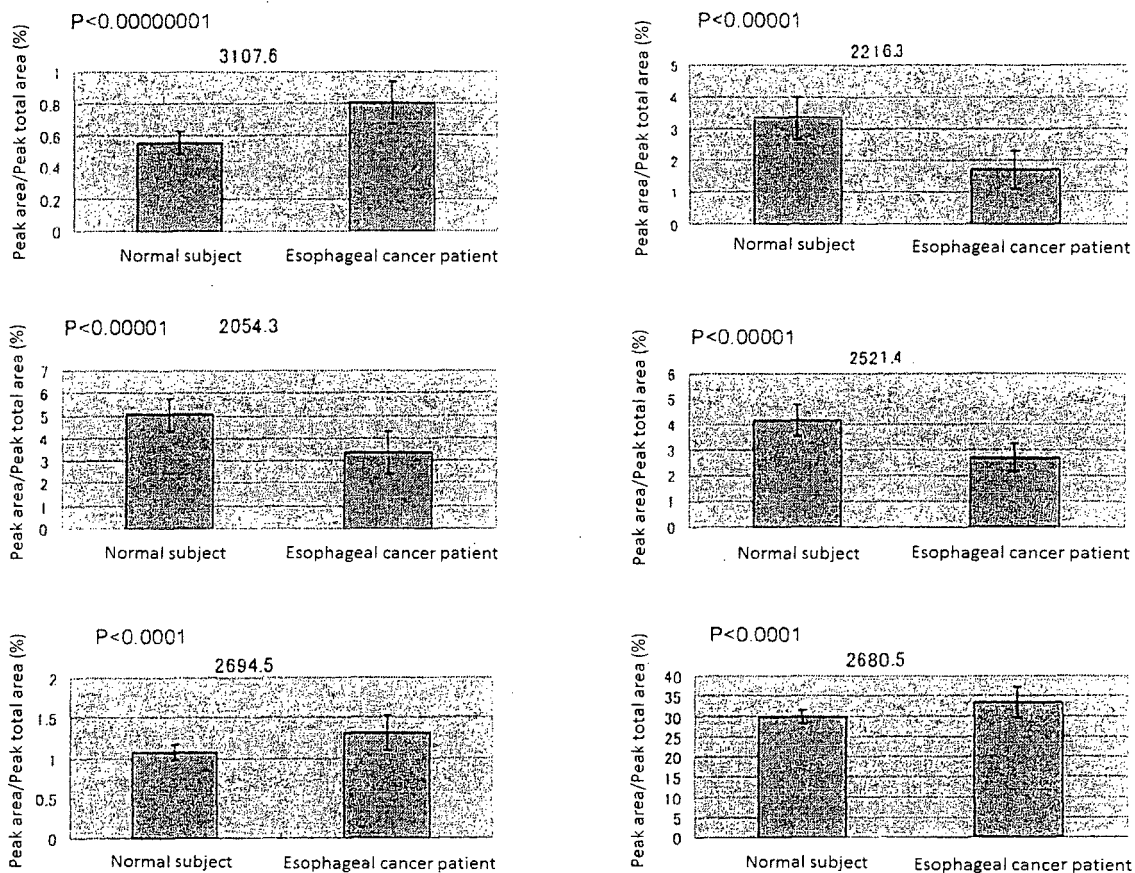 P<0.00000001
3107.6
Peak area/Peak total area (%)
1
0.8
0.6
0.4
0.2
0
Normal subject Esophageal cancer patient
P<0.00001
2216.3
Peak area/Peak total area (%)
5
4
3
2
1
0
Normal subject Esophageal cancer patient
P<0.00001 2054.3
Peak area/Peak total area (%)
7
6
5
4
3
2
1
0
Normal subject Esophageal cancer patient
P<0.00001
2521.4
Peak area/Peak total area (%)
6
5
4
3
2
1
0
Normal subject Esophageal cancer patient
P<0.0001
2694.5
Peak area/Peak total area (%)
2
1.5
1
0.5
0
Normal subject Esophageal cancer patient
P<0.0001
2680.5
Peak area/Peak total area (%)
40
35
30
25
20
15
10
5
0
Normal subject Esophageal cancer patient